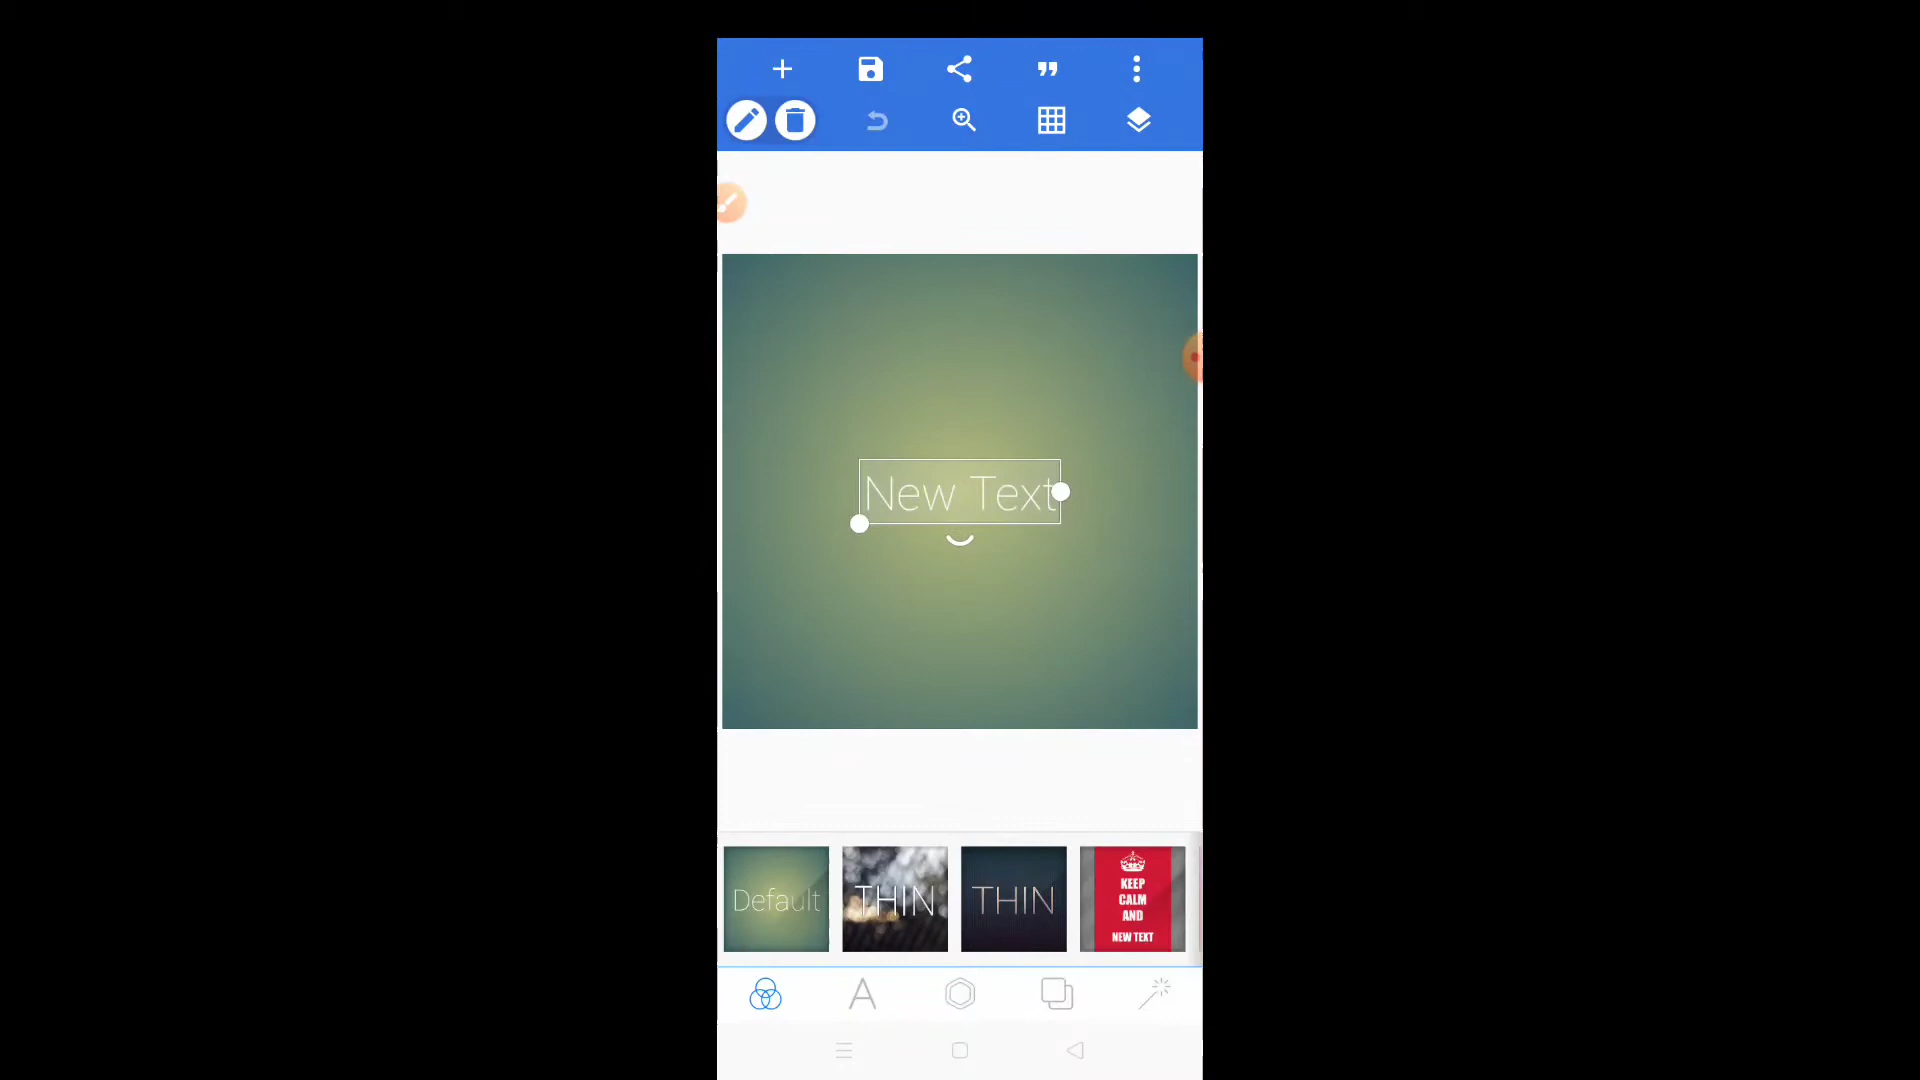 New Text
Default
THIN
THIN
KEEP
CALM
AND
NEW TEXT